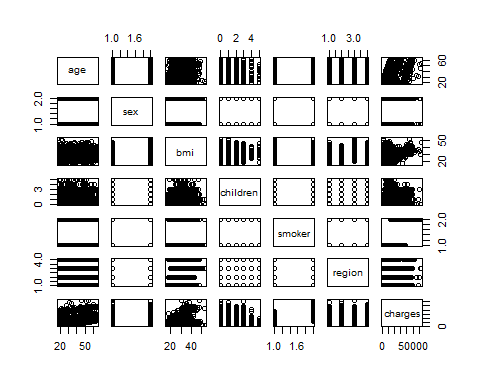 1.0 1.6 0 2 4 1.0 3.0
age 20 60
1.0 2.0 sex
bmi 20 50
0 3 children
smoker 1.0 2.0
1.0 4.0 region
charges 0
20 50 20 40 1.0 1.6 0 50000